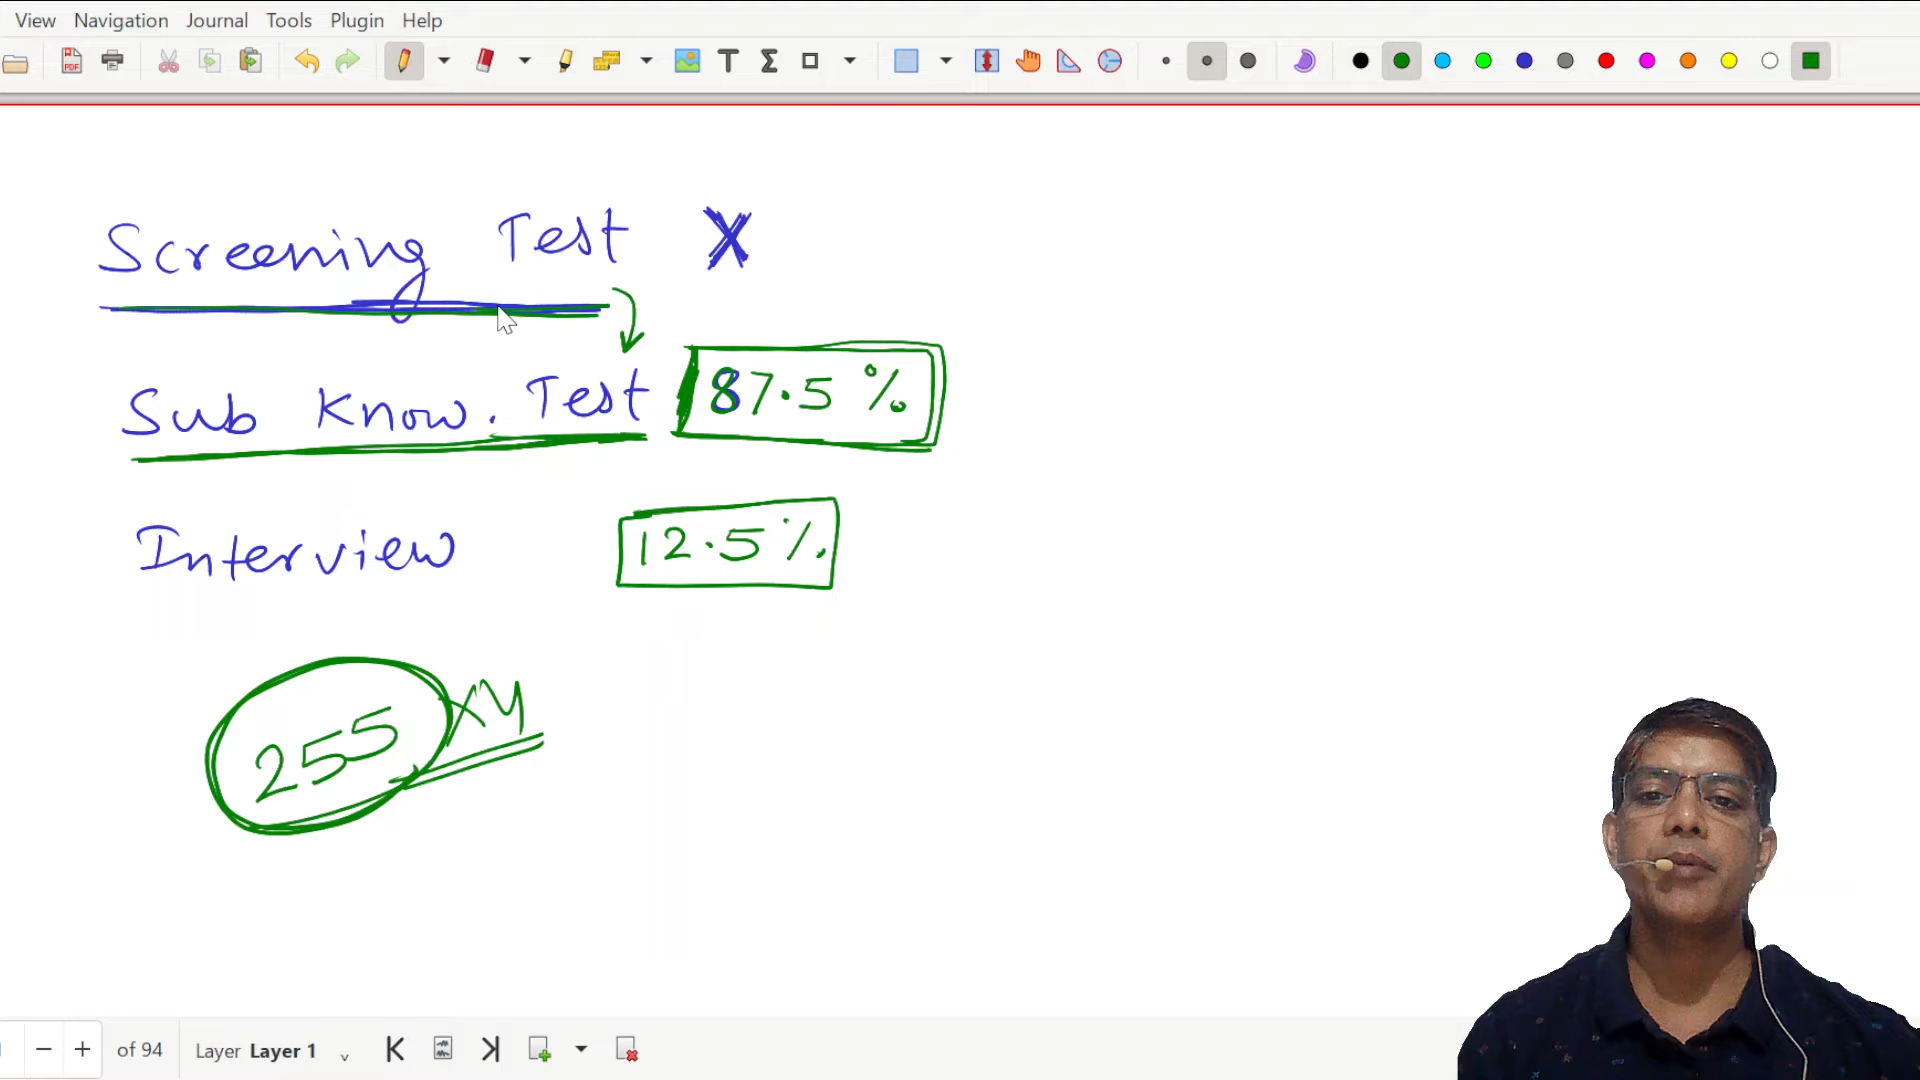 View Navigation Journal Tools Plugin Help
Screening Test X
Sub Know. Test 87.5 %
Interview 12.5 %
255 xy
of 94 Layer Layer 1